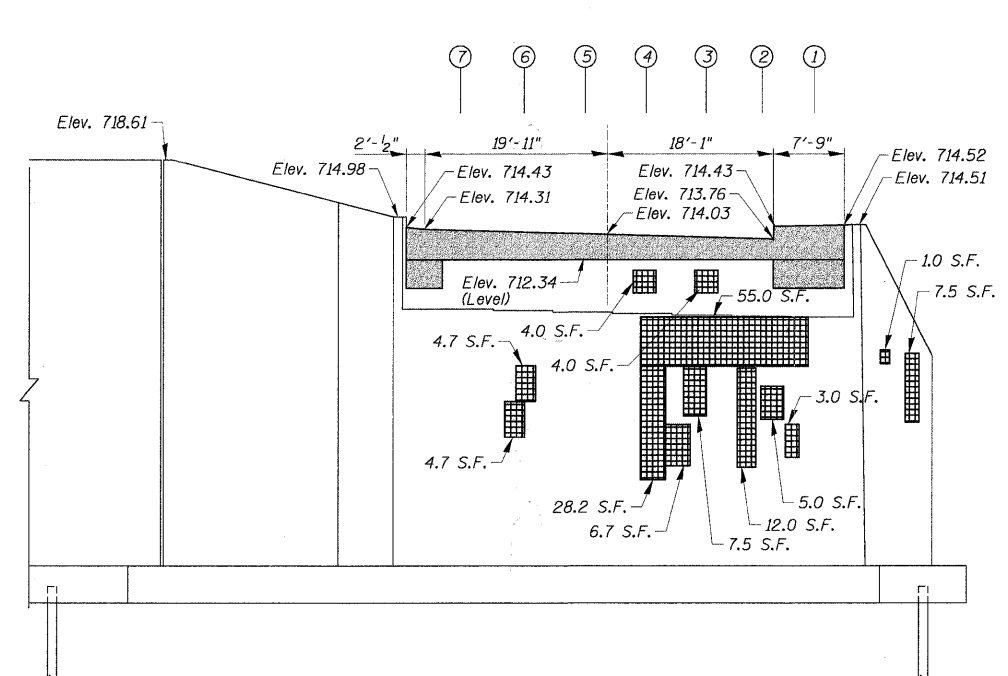 7 6 5 4 3 2 1
Elev. 718.61
2'-½" 19'-11" 18'-1" 7'-9"
Elev. 714.98
Elev. 714.43
Elev. 714.31
Elev. 714.43
Elev. 713.76
Elev. 714.03
Elev. 714.52
Elev. 714.51
Elev. 712.34
(Level)
4.0 S.F.
4.0 S.F.
55.0 S.F.
1.0 S.F.
7.5 S.F.
4.7 S.F.
4.7 S.F.
3.0 S.F.
28.2 S.F.
6.7 S.F.
7.5 S.F.
12.0 S.F.
5.0 S.F.